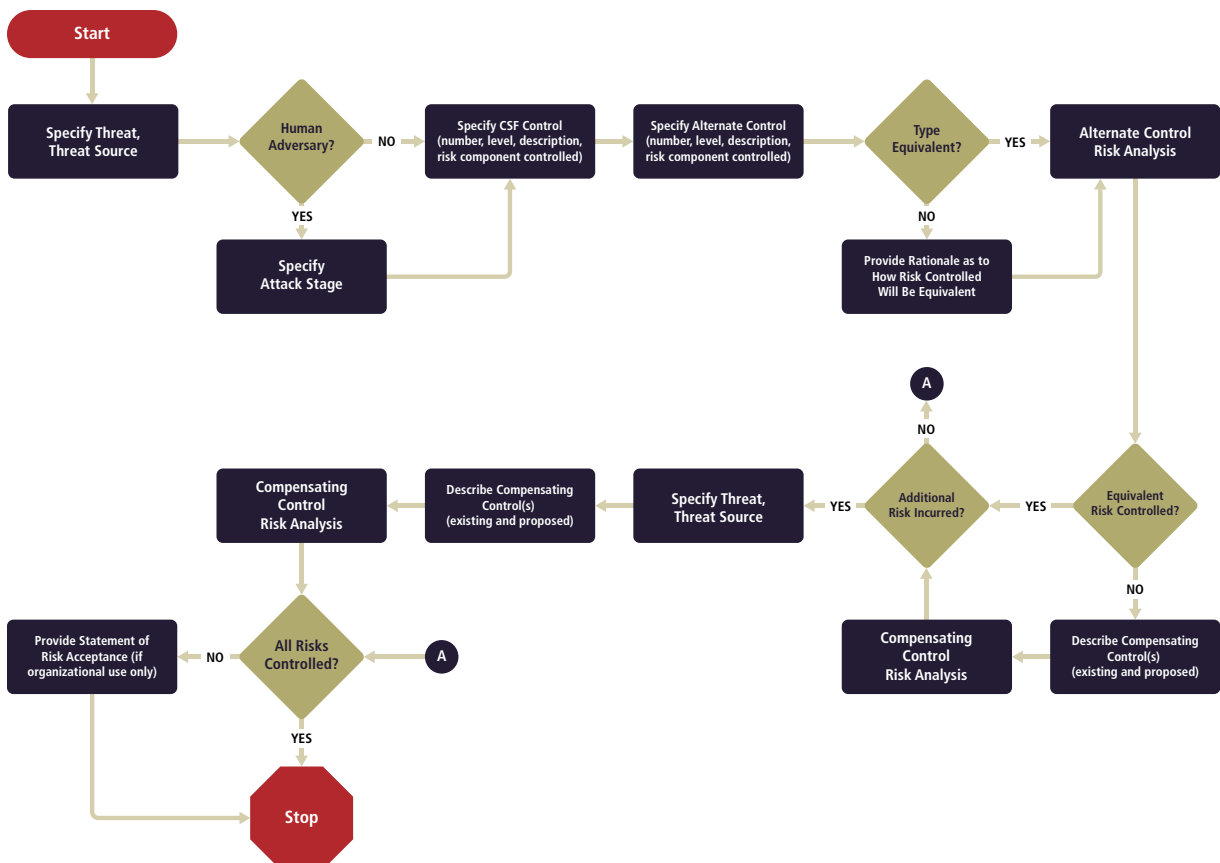 Start
Specify Threat,
Threat Source
Human
Adversary?
NO
YES
Specify
Attack Stage
Specify CSF Control
(number, level, description,
risk component controlled)
Specify Alternate Control
(number, level, description,
risk component controlled)
Type
Equivalent?
YES
NO
Provide Rationale as to
How Risk Controlled
Will Be Equivalent
Alternate Control
Risk Analysis
Equivalent
Risk Controlled?
YES
NO
Describe Compensating
Control(s)
(existing and proposed)
Compensating
Control
Risk Analysis
Additional
Risk Incurred?
NO
A
YES
Specify Threat,
Threat Source
Describe Compensating
Control(s)
(existing and proposed)
Compensating
Control
Risk Analysis
All Risks
Controlled?
A
NO
Provide Statement of
Risk Acceptance (if
organizational use only)
YES
Stop